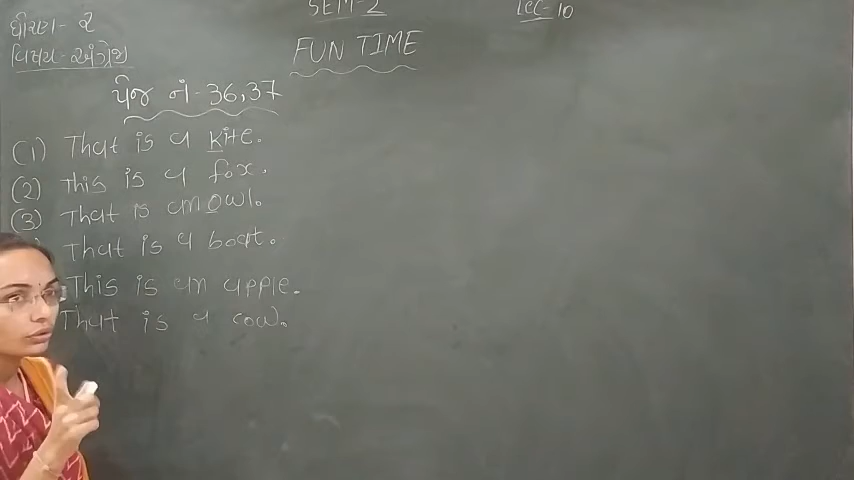 SEM-2
Lec-10
ધોરણ- ૨
વિષય-અંગ્રેજી
FUN TIME
પેજ નં- 36,37
(1) That is a kite.
(2) This is a fox.
(3) That is an owl.
That is a boat.
This is an apple.
That is a cow.